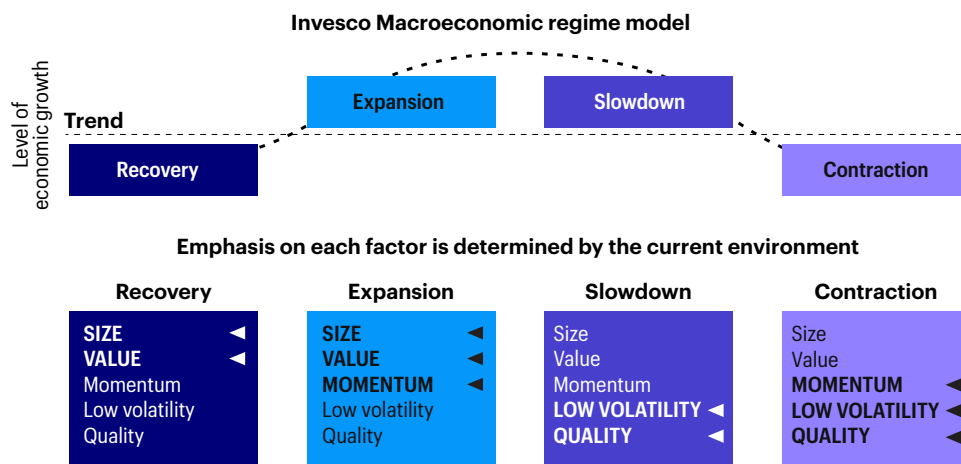 Invesco Macroeconomic regime model
Level of
economic growth
Trend
Expansion
Slowdown
Recovery
Contraction
Emphasis on each factor is determined by the current environment
Recovery
SIZE
VALUE
Momentum
Low volatility
Quality
Expansion
SIZE
VALUE
MOMENTUM
Low volatility
Quality
Slowdown
Size
Value
Momentum
LOW VOLATILITY
QUALITY
Contraction
Size
Value
MOMENTUM
LOW VOLATILITY
QUALITY